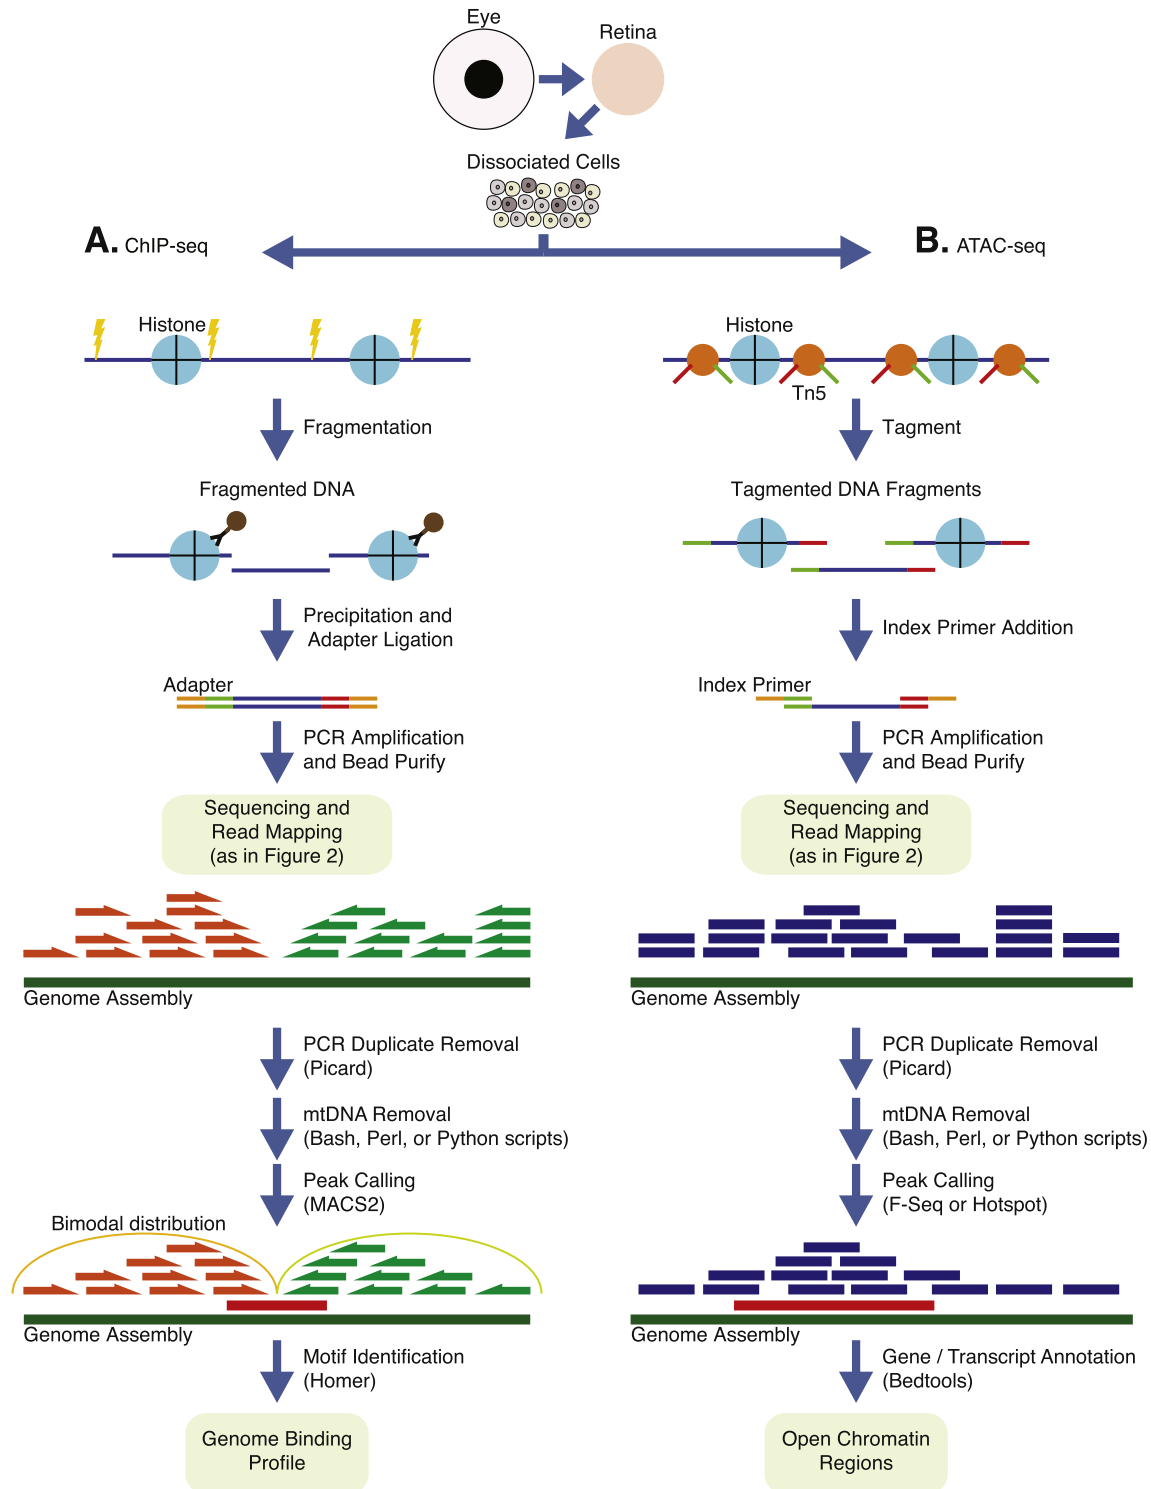 Eye
Retina
Dissociated Cells
A. ChIP-seq
Histone
Fragmentation
Fragmented DNA
Precipitation and
Adapter Ligation
Adapter
PCR Amplification
and Bead Purify
Sequencing and
Read Mapping
(as in Figure 2)
Genome Assembly
PCR Duplicate Removal
(Picard)
mtDNA Removal
(Bash, Perl, or Python scripts)
Peak Calling
(MACS2)
Bimodal distribution
Genome Assembly
Motif Identification
(Homer)
Genome Binding
Profile
B. ATAC-seq
Histone
Tn5
Tagment
Tagmented DNA Fragments
Index Primer Addition
Index Primer
PCR Amplification
and Bead Purify
Sequencing and
Read Mapping
(as in Figure 2)
Genome Assembly
PCR Duplicate Removal
(Picard)
mtDNA Removal
(Bash, Perl, or Python scripts)
Peak Calling
(F-Seq or Hotspot)
Genome Assembly
Gene / Transcript Annotation
(Bedtools)
Open Chromatin
Regions